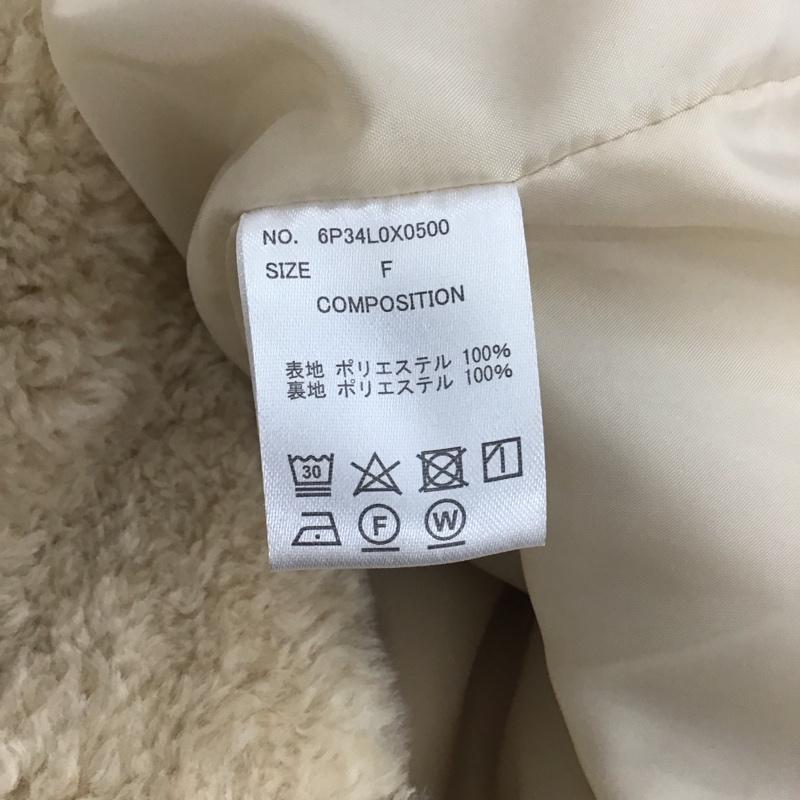 NO. 6P34L0X0500
SIZE F
COMPOSITION
表地 ポリエステル 100%
裏地 ポリエステル 100%
30
F W